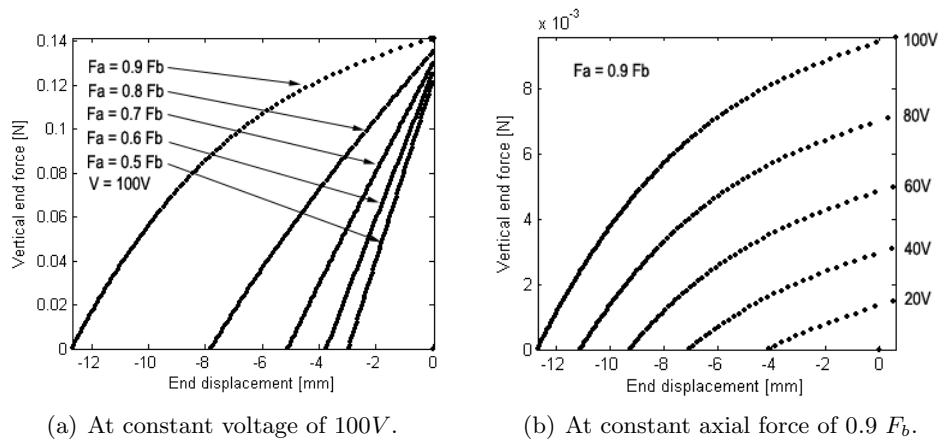 0.14
0.12
0.1
0.08
0.06
0.04
0.02
0
Vertical end force [N]
Fa = 0.9 Fb
Fa = 0.8 Fb
Fa = 0.7 Fb
Fa = 0.6 Fb
Fa = 0.5 Fb
V = 100V
-12 -10 -8 -6 -4 -2 0
End displacement [mm]
(a) At constant voltage of 100V.
x 10⁻³
8
6
4
2
0
Vertical end force [N]
Fa = 0.9 Fb
100V
80V
60V
40V
20V
-12 -10 -8 -6 -4 -2 0
End displacement [mm]
(b) At constant axial force of 0.9 F_b.